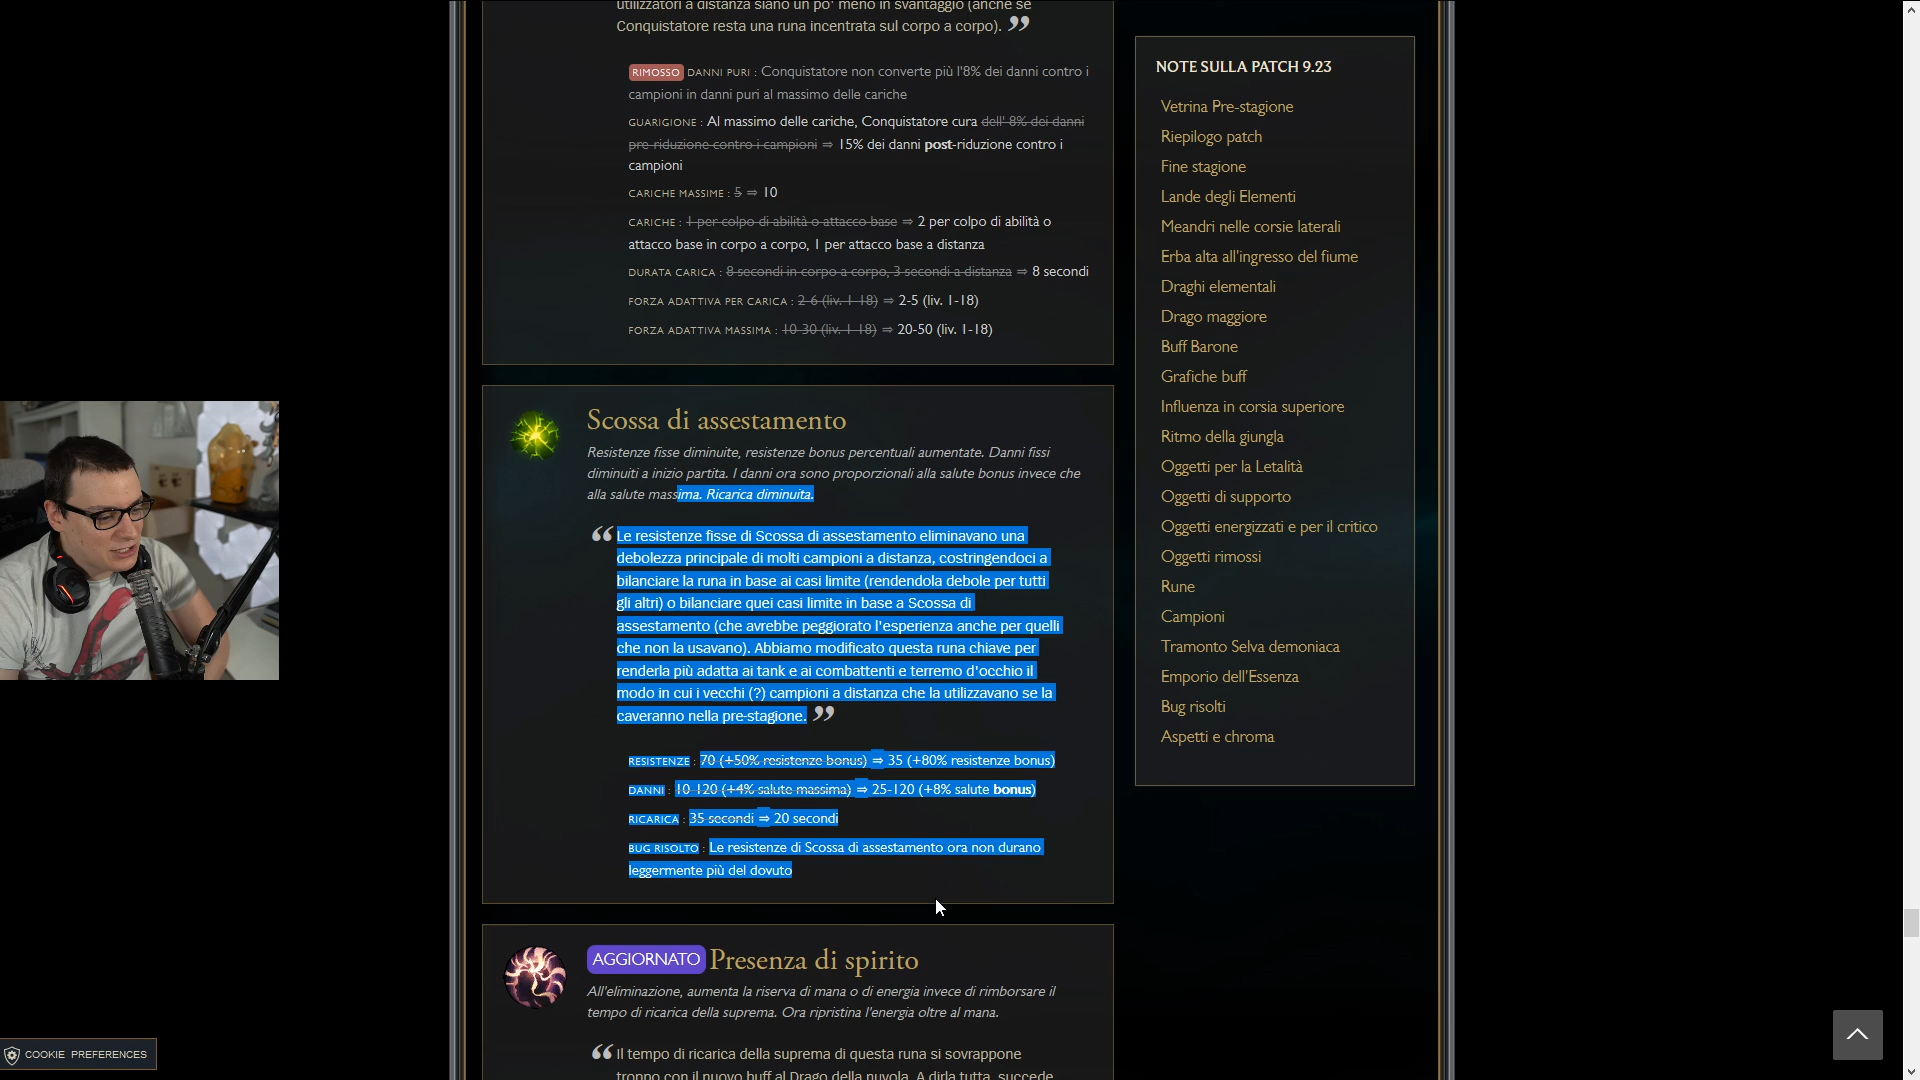 utilizzatori a distanza siano un po' meno in svantaggio (anche se
Conquistatore resta una runa incentrata sul corpo a corpo). ”
RIMOSSO DANNI PURI : Conquistatore non converte più l'8% dei danni contro i
campioni in danni puri al massimo delle cariche
GUARIGIONE : Al massimo delle cariche, Conquistatore cura dell' 8% dei danni
pre-riduzione contro i campioni ⇒ 15% dei danni post-riduzione contro i
campioni
CARICHE MASSIME : 5 ⇒ 10
CARICHE : 1 per colpo di abilità o attacco base ⇒ 2 per colpo di abilità o
attacco base in corpo a corpo, 1 per attacco base a distanza
DURATA CARICA : 8 secondi in corpo a corpo, 3 secondi a distanza ⇒ 8 secondi
FORZA ADATTIVA PER CARICA : 2-6 (liv. 1-18) ⇒ 2-5 (liv. 1-18)
FORZA ADATTIVA MASSIMA : 10-30 (liv. 1-18) ⇒ 20-50 (liv. 1-18)
Scossa di assestamento
Resistenze fisse diminuite, resistenze bonus percentuali aumentate. Danni fissi
diminuiti a inizio partita. I danni ora sono proporzionali alla salute bonus invece che
alla salute massima. Ricarica diminuita.
“ Le resistenze fisse di Scossa di assestamento eliminavano una
debolezza principale di molti campioni a distanza, costringendoci a
bilanciare la runa in base ai casi limite (rendendola debole per tutti
gli altri) o bilanciare quei casi limite in base a Scossa di
assestamento (che avrebbe peggiorato l'esperienza anche per quelli
che non la usavano). Abbiamo modificato questa runa chiave per
renderla più adatta ai tank e ai combattenti e terremo d'occhio il
modo in cui i vecchi (?) campioni a distanza che la utilizzavano se la
caveranno nella pre-stagione. ”
RESISTENZE : 70 (+50% resistenze bonus) ⇒ 35 (+80% resistenze bonus)
DANNI : 10-120 (+4% salute massima) ⇒ 25-120 (+8% salute bonus)
RICARICA : 35 secondi ⇒ 20 secondi
BUG RISOLTO : Le resistenze di Scossa di assestamento ora non durano
leggermente più del dovuto
AGGIORNATO Presenza di spirito
All'eliminazione, aumenta la riserva di mana o di energia invece di rimborsare il
tempo di ricarica della suprema. Ora ripristina l'energia oltre al mana.
“ Il tempo di ricarica della suprema di questa runa si sovrappone
troppo con il nuovo buff al Drago della nuvola. A dirla tutta, succede
NOTE SULLA PATCH 9.23
Vetrina Pre-stagione
Riepilogo patch
Fine stagione
Lande degli Elementi
Meandri nelle corsie laterali
Erba alta all'ingresso del fiume
Draghi elementali
Drago maggiore
Buff Barone
Grafiche buff
Influenza in corsia superiore
Ritmo della giungla
Oggetti per la Letalità
Oggetti di supporto
Oggetti energizzati e per il critico
Oggetti rimossi
Rune
Campioni
Tramonto Selva demoniaca
Emporio dell'Essenza
Bug risolti
Aspetti e chroma
COOKIE PREFERENCES